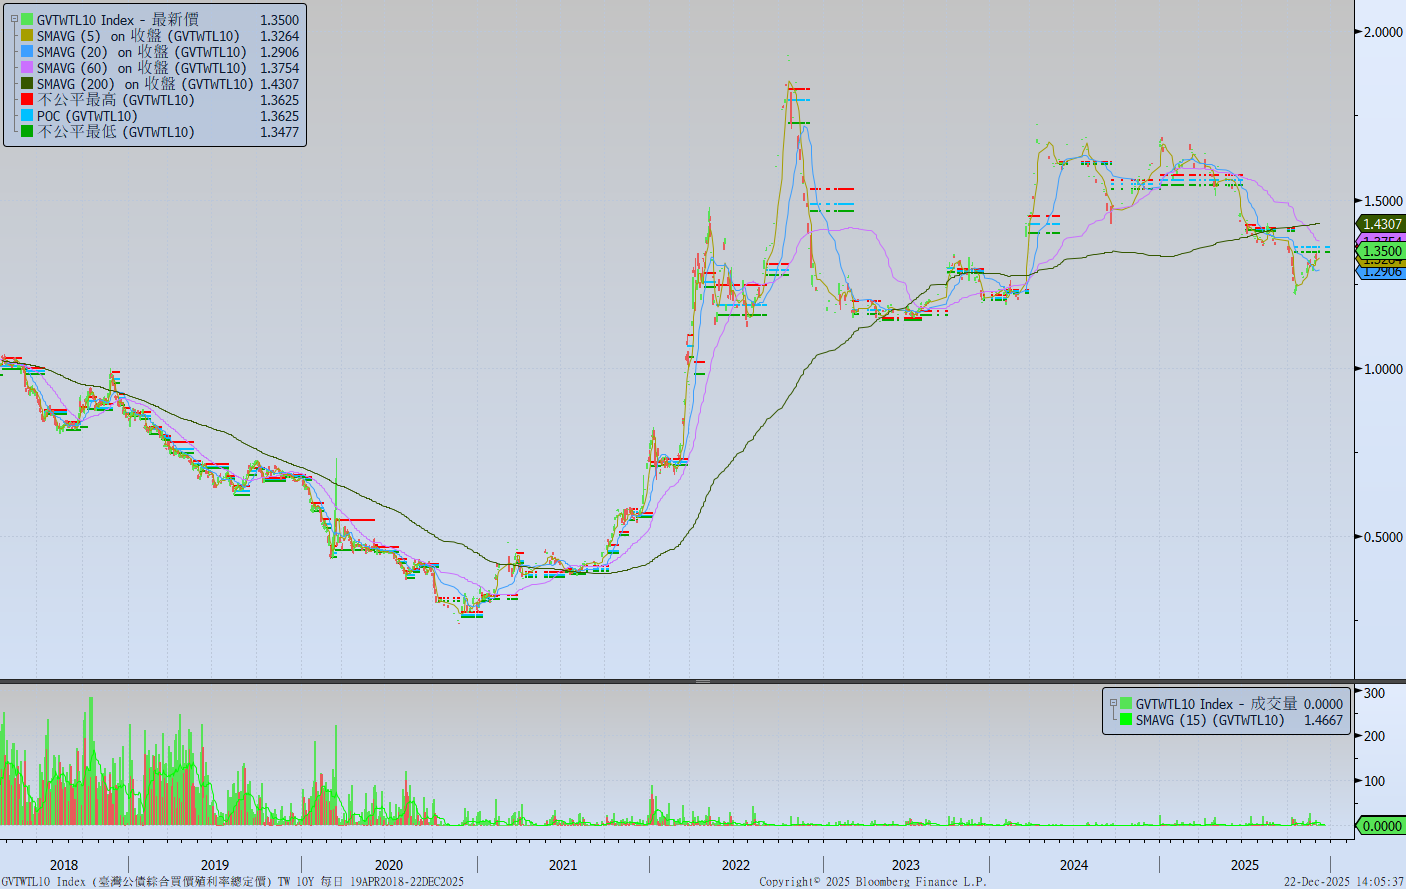 GVTWTL10 Index - 最新價 1.3500
SMAVG (5) on 收盤 (GVTWTL10) 1.3264
SMAVG (20) on 收盤 (GVTWTL10) 1.2906
SMAVG (60) on 收盤 (GVTWTL10) 1.3754
SMAVG (200) on 收盤 (GVTWTL10) 1.4307
不公平最高 (GVTWTL10) 1.3625
POC (GVTWTL10) 1.3625
不公平最低 (GVTWTL10) 1.3477
2.0000
1.5000
1.4307
1.3754
1.3500
1.3264
1.2906
1.0000
0.5000
GVTWTL10 Index - 成交量 0.0000
SMAVG (15) (GVTWTL10) 1.4667
300
200
100
0.0000
2018 2019 2020 2021 2022 2023 2024 2025
GVTWTL10 Index (臺灣公債綜合買價殖利率總定價) TW 10Y 每日 19APR2018-22DEC2025
Copyright© 2025 Bloomberg Finance L.P.
22-Dec-2025 14:05:37